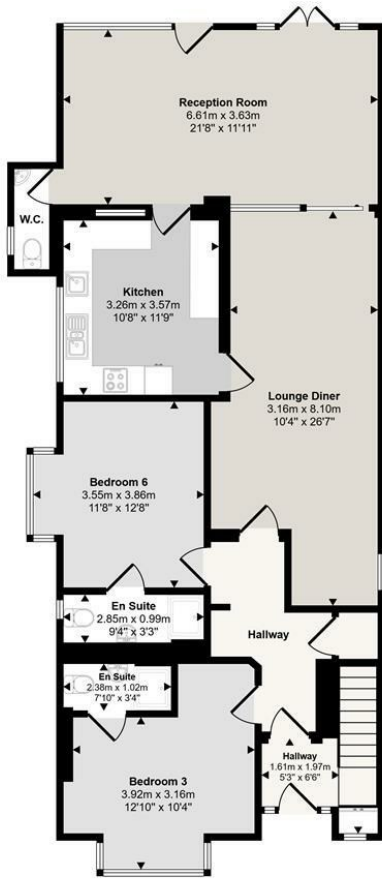 Reception Room
6.61m x 3.63m
21'8" x 11'11"
W.C.
Kitchen
3.26m x 3.57m
10'8" x 11'9"
Lounge Diner
3.16m x 8.10m
10'4" x 26'7"
Bedroom 6
3.55m x 3.86m
11'8" x 12'8"
En Suite
2.85m x 0.99m
9'4" x 3'3"
Hallway
En Suite
2.38m x 1.02m
7'10" x 3'4"
Hallway
1.61m x 1.97m
5'3" x 6'6"
Bedroom 3
3.92m x 3.16m
12'10" x 10'4"